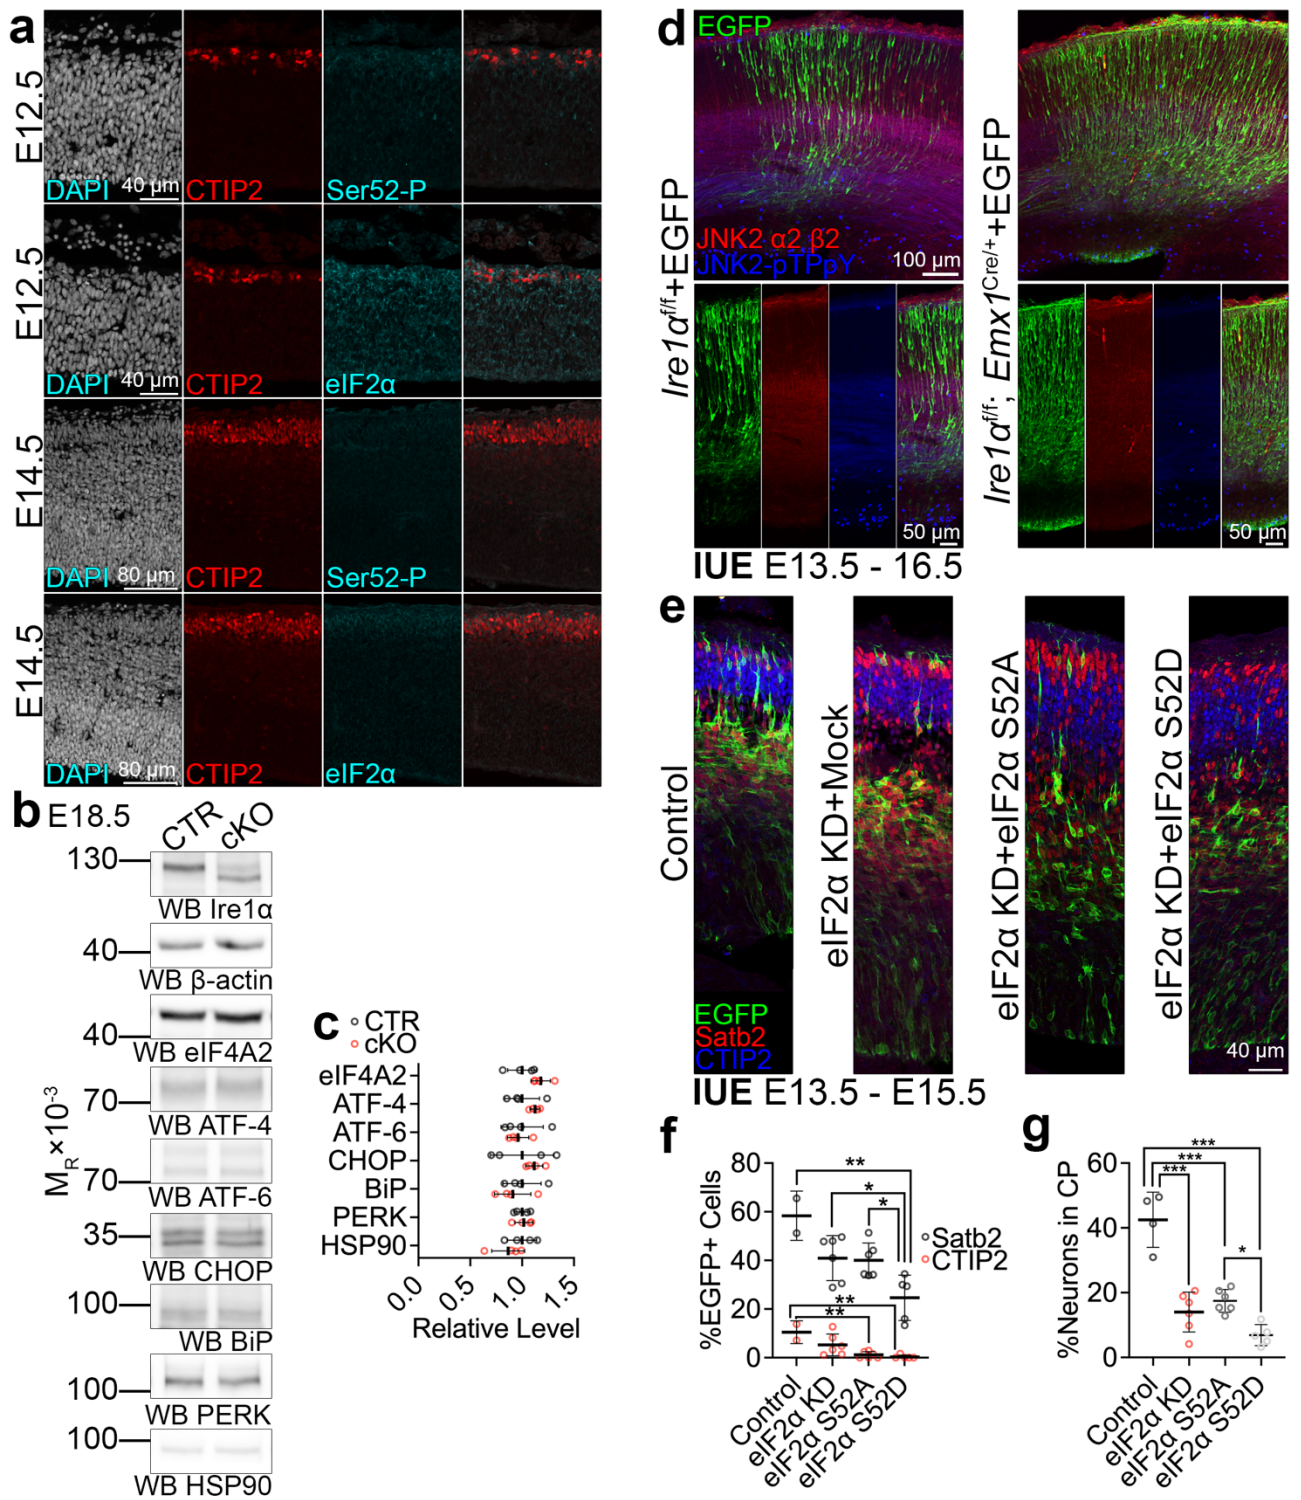 a
E12.5
DAPI 40 µm CTIP2 Ser52-P
E12.5
DAPI 40 µm CTIP2 eIF2α
E14.5
DAPI 80 µm CTIP2 Ser52-P
E14.5
DAPI 80 µm CTIP2 eIF2α
b E18.5
CTR cKO
M_R×10⁻³
130
WB Ire1α
40
WB β-actin
40
WB eIF4A2
70
WB ATF-4
70
WB ATF-6
35
WB CHOP
100
WB BiP
100
WB PERK
100
WB HSP90
c
CTR
cKO
eIF4A2
ATF-4
ATF-6
CHOP
BiP
PERK
HSP90
0.0 0.5 1.0 1.5
Relative Level
d
Ire1α^f/f+EGFP
EGFP
JNK2 α2 β2
JNK2-pTPpY
100 µm
50 µm
Ire1α^f/f; Emx1^Cre/++EGFP
50 µm
IUE E13.5 - 16.5
e
Control
EGFP
Satb2
CTIP2
eIF2α KD+Mock
eIF2α KD+eIF2α S52A
eIF2α KD+eIF2α S52D
40 µm
IUE E13.5 - E15.5
f
%EGFP+ Cells
80
60
40
20
0
**
*
*
**
**
Satb2
CTIP2
Control
eIF2α KD
eIF2α S52A
eIF2α S52D
g
%Neurons in CP
60
40
20
0
***
***
***
*
Control
eIF2α KD
eIF2α S52A
eIF2α S52D